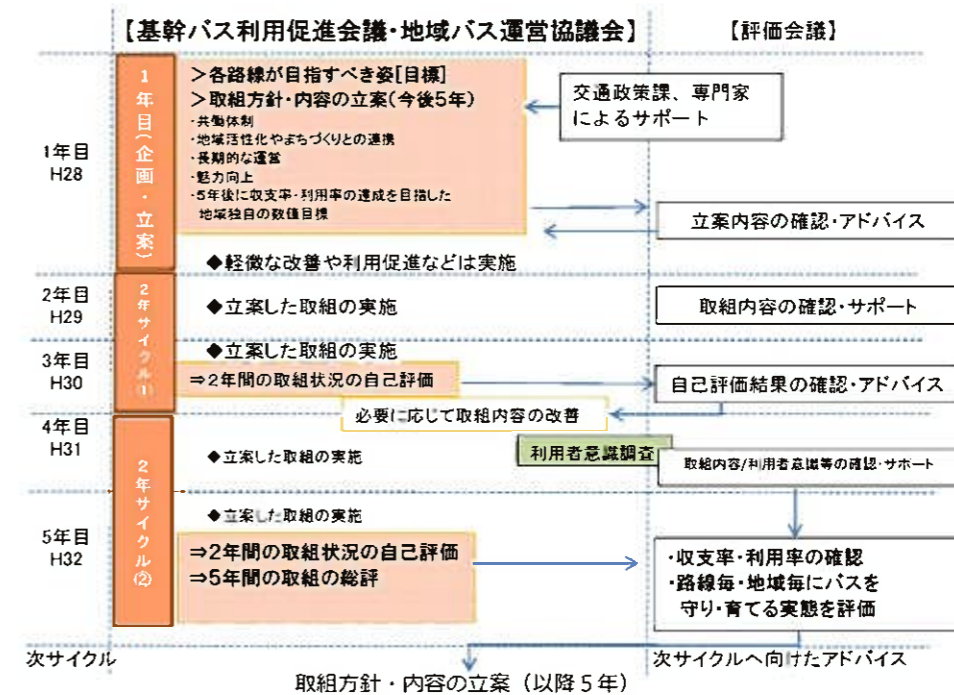 【基幹バス利用促進会議・地域バス運営協議会】
【評価会議】
1年目
H28
1年目(企画・立案)
＞各路線が目指すべき姿[目標]
＞取組方針・内容の立案(今後5年)
・共働体制
・地域活性化やまちづくりとの連携
・長期的な運営
・魅力向上
・5年後に収支率・利用率の達成を目指した
地域独自の数値目標
交通政策課、専門家
によるサポート
立案内容の確認・アドバイス
◆軽微な改善や利用促進などは実施
2年目
H29
2年サイクル(1)
◆立案した取組の実施
取組内容の確認・サポート
3年目
H30
◆立案した取組の実施
⇒2年間の取組状況の自己評価
自己評価結果の確認・アドバイス
必要に応じて取組内容の改善
4年目
H31
2年サイクル(2)
◆立案した取組の実施
利用者意識調査
取組内容/利用者意識等の確認・サポート
5年目
H32
◆立案した取組の実施
⇒2年間の取組状況の自己評価
⇒5年間の取組の総評
・収支率・利用率の確認
・路線毎・地域毎にバスを
守り・育てる実態を評価
次サイクル
次サイクルへ向けたアドバイス
取組方針・内容の立案（以降5年）